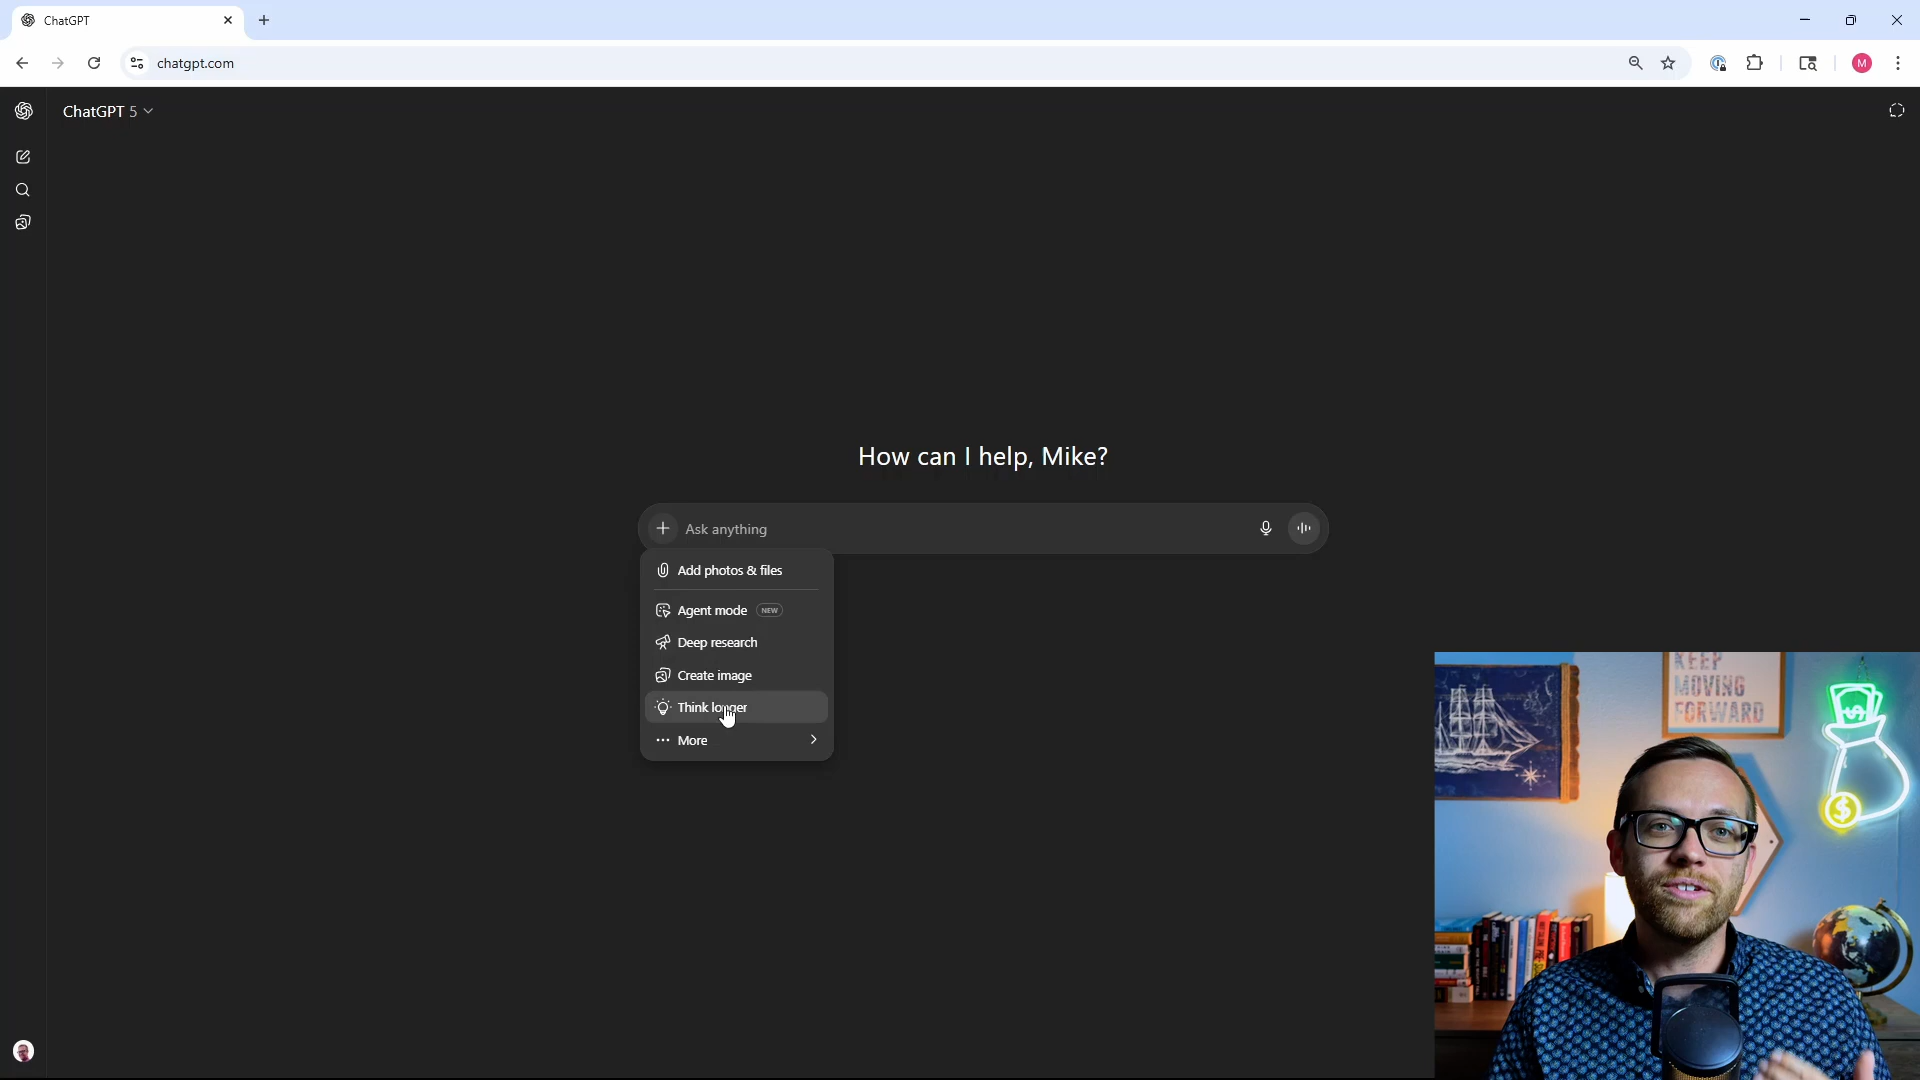 ChatGPT
chatgpt.com
M
ChatGPT 5
How can I help, Mike?
Ask anything
Add photos & files
Agent mode NEW
Deep research
Create image
Think longer
More
KEEP
MOVING
FORWARD
$
$